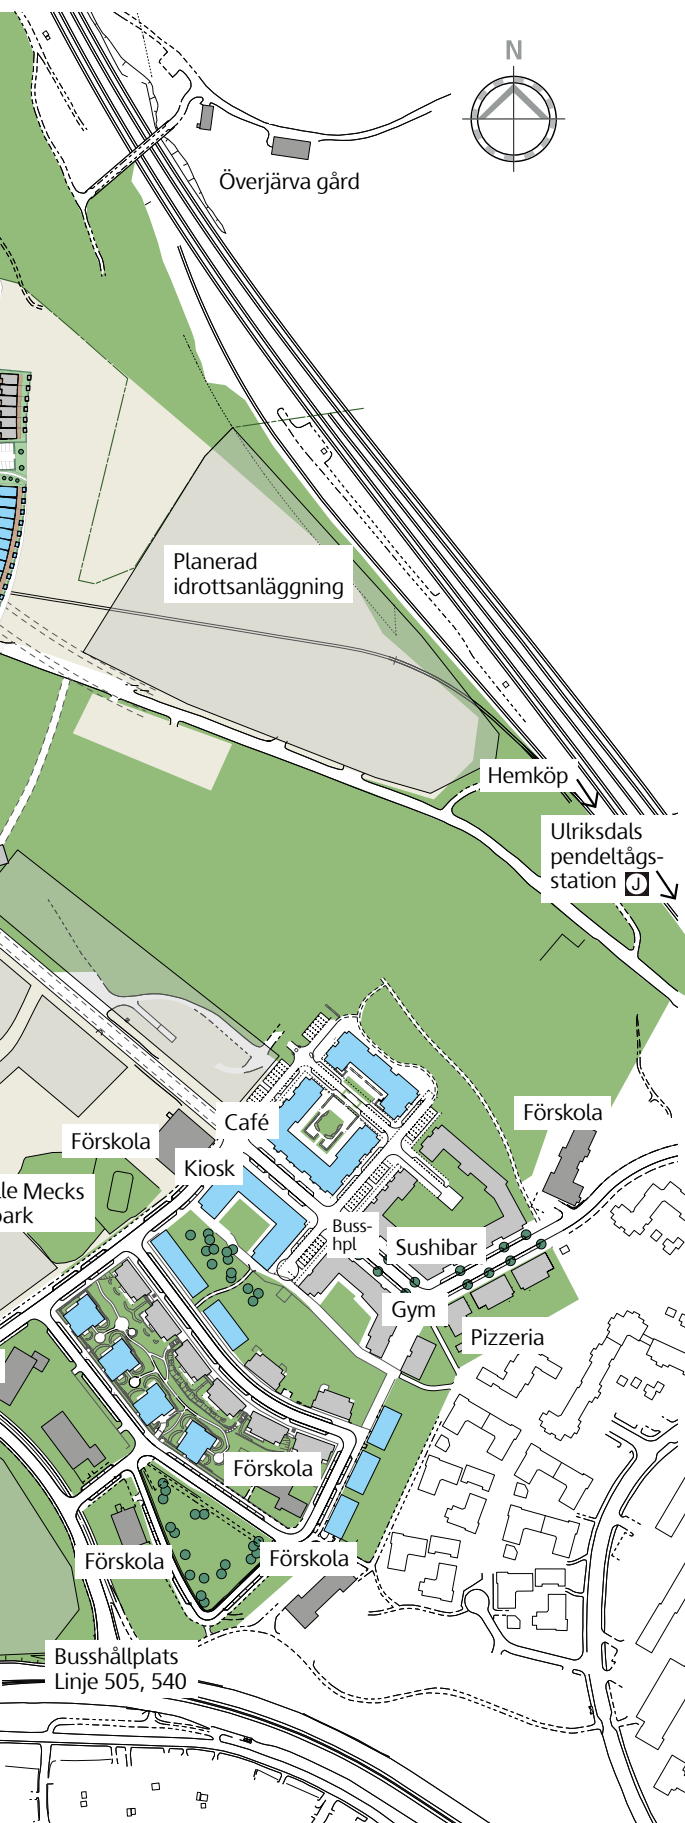 N
Överjärva gård
Planerad
idrottsanläggning
Hemköp
Ulriksdals
pendeltågs-
station J
Förskola
Café
Förskola
Kiosk
lle Mecks
park
Buss-
hpl
Sushibar
Gym
Pizzeria
Förskola
Förskola
Förskola
Busshållplats
Linje 505, 540